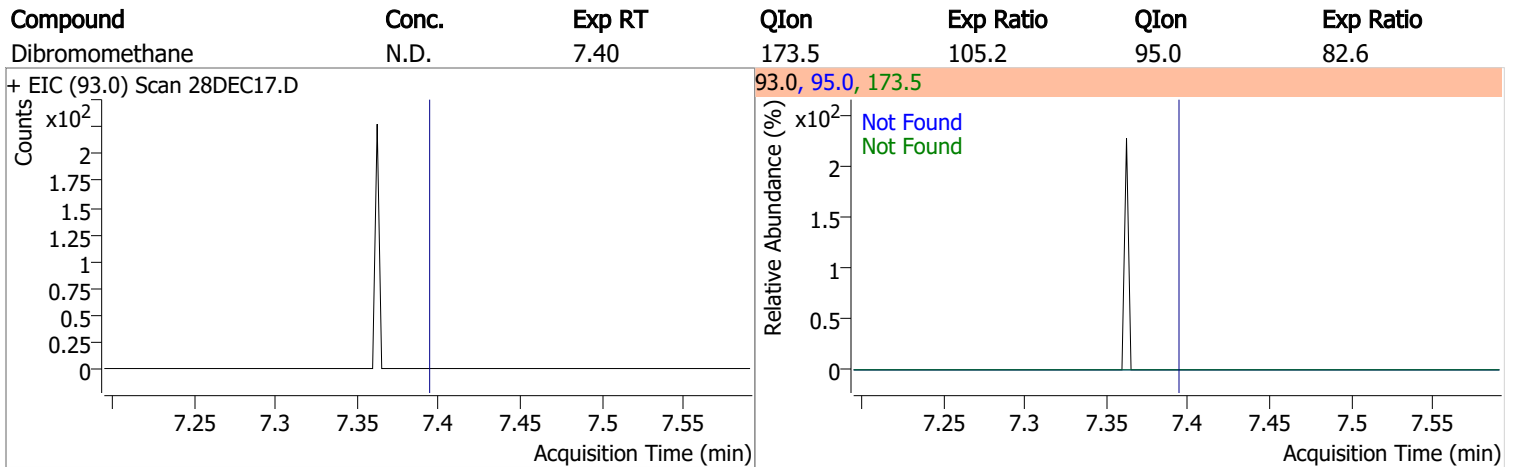 Compound Conc. Exp RT QIon Exp Ratio QIon Exp Ratio
Dibromomethane N.D. 7.40 173.5 105.2 95.0 82.6
+ EIC (93.0) Scan 28DEC17.D
Counts
x10²
2
1.75
1.5
1.25
1
0.75
0.5
0.25
0
7.25 7.3 7.35 7.4 7.45 7.5 7.55
Acquisition Time (min)
93.0, 95.0, 173.5
Relative Abundance (%)
x10²
Not Found
Not Found
2
1.5
1
0.5
0
7.25 7.3 7.35 7.4 7.45 7.5 7.55
Acquisition Time (min)